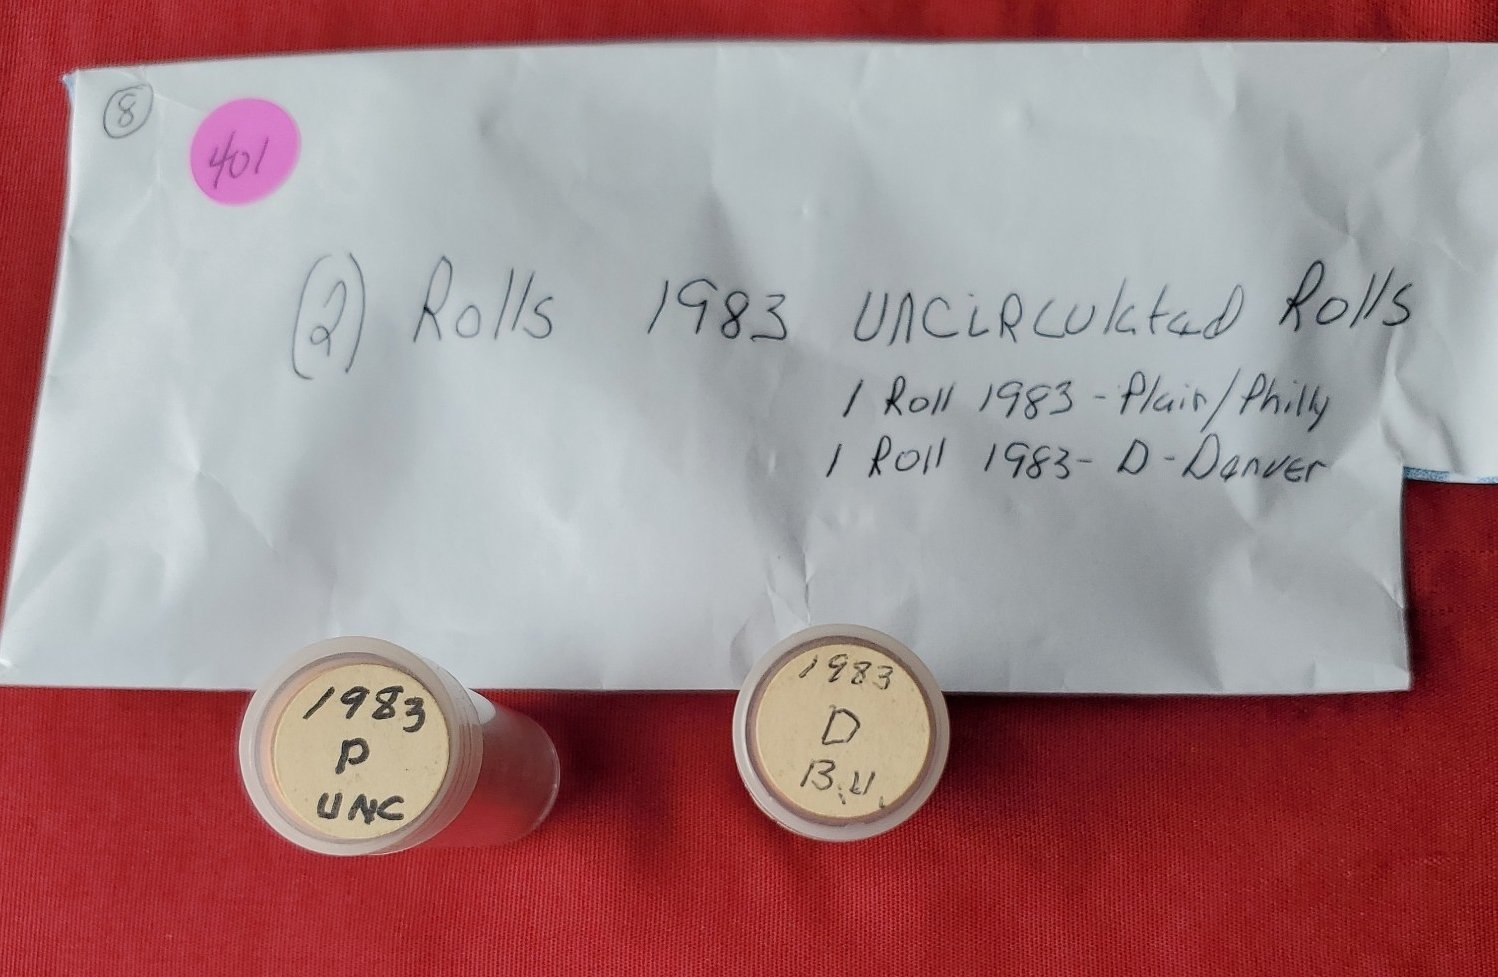 8
401
(2) Rolls 1983 UNCIRCulated Rolls
1 Roll 1983 - Plain/Philly
1 Roll 1983 - D - Denver
1983
P
UNC
1983
D
B.U.